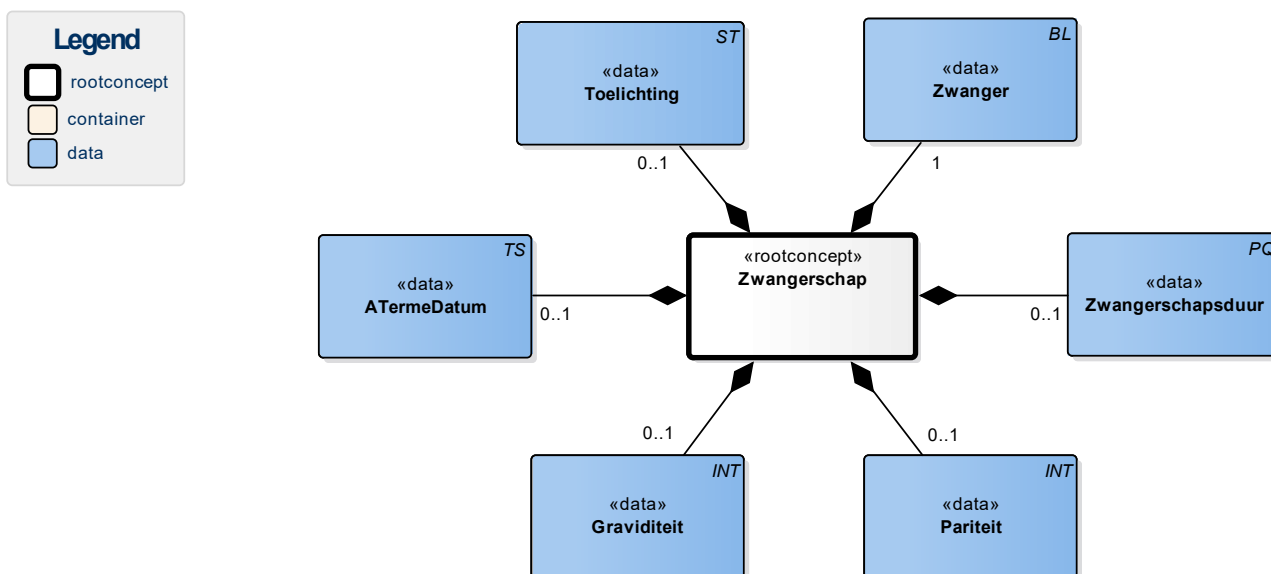 Legend
rootconcept
container
data
ST
«data»
Toelichting
0..1
BL
«data»
Zwanger
1
TS
«data»
ATermeDatum
0..1
«rootconcept»
Zwangerschap
PQ
«data»
Zwangerschapsduur
0..1
0..1
INT
«data»
Graviditeit
0..1
INT
«data»
Pariteit